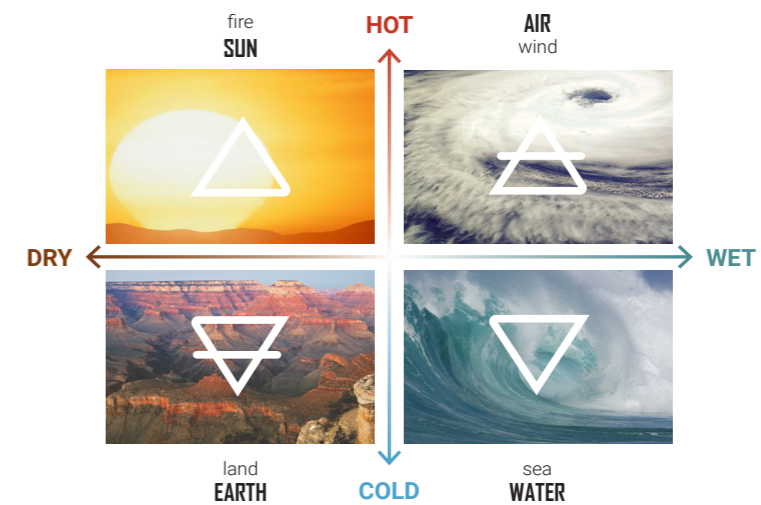 fire
SUN
HOT
AIR
wind
DRY
WET
land
EARTH
COLD
sea
WATER